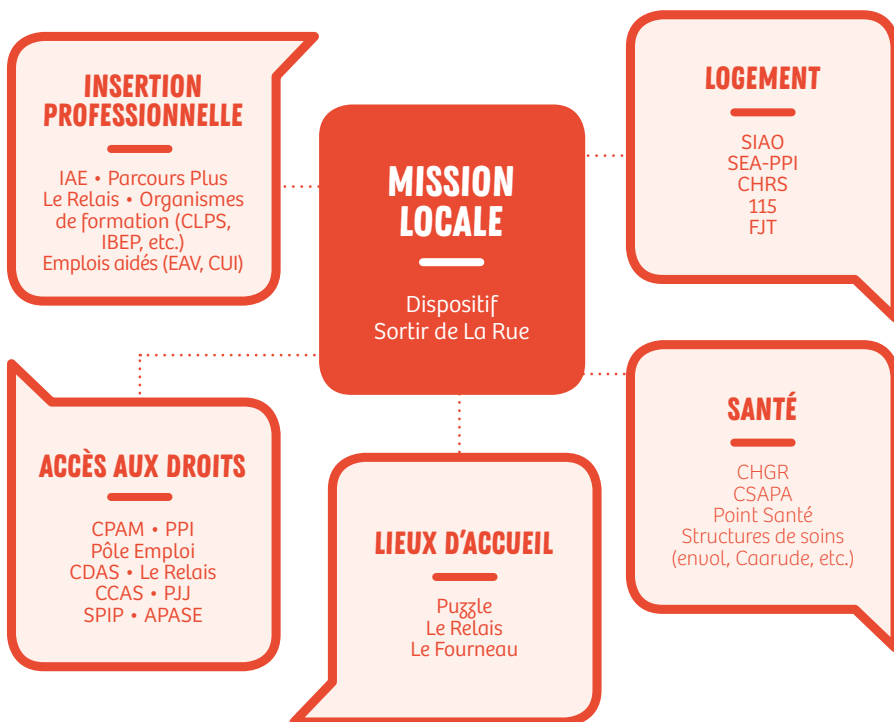 INSERTION
PROFESSIONNELLE
IAE • Parcours Plus
Le Relais • Organismes
de formation (CLPS,
IBEP, etc.)
Emplois aidés (EAV, CUI)
MISSION
LOCALE
Dispositif
Sortir de La Rue
LOGEMENT
SIAO
SEA-PPI
CHRS
115
FJT
ACCÈS AUX DROITS
CPAM • PPI
Pôle Emploi
CDAS • Le Relais
CCAS • PJJ
SPIP • APASE
LIEUX D'ACCUEIL
Puzzle
Le Relais
Le Fourneau
SANTÉ
CHGR
CSAPA
Point Santé
Structures de soins
(envol, Caarude, etc.)